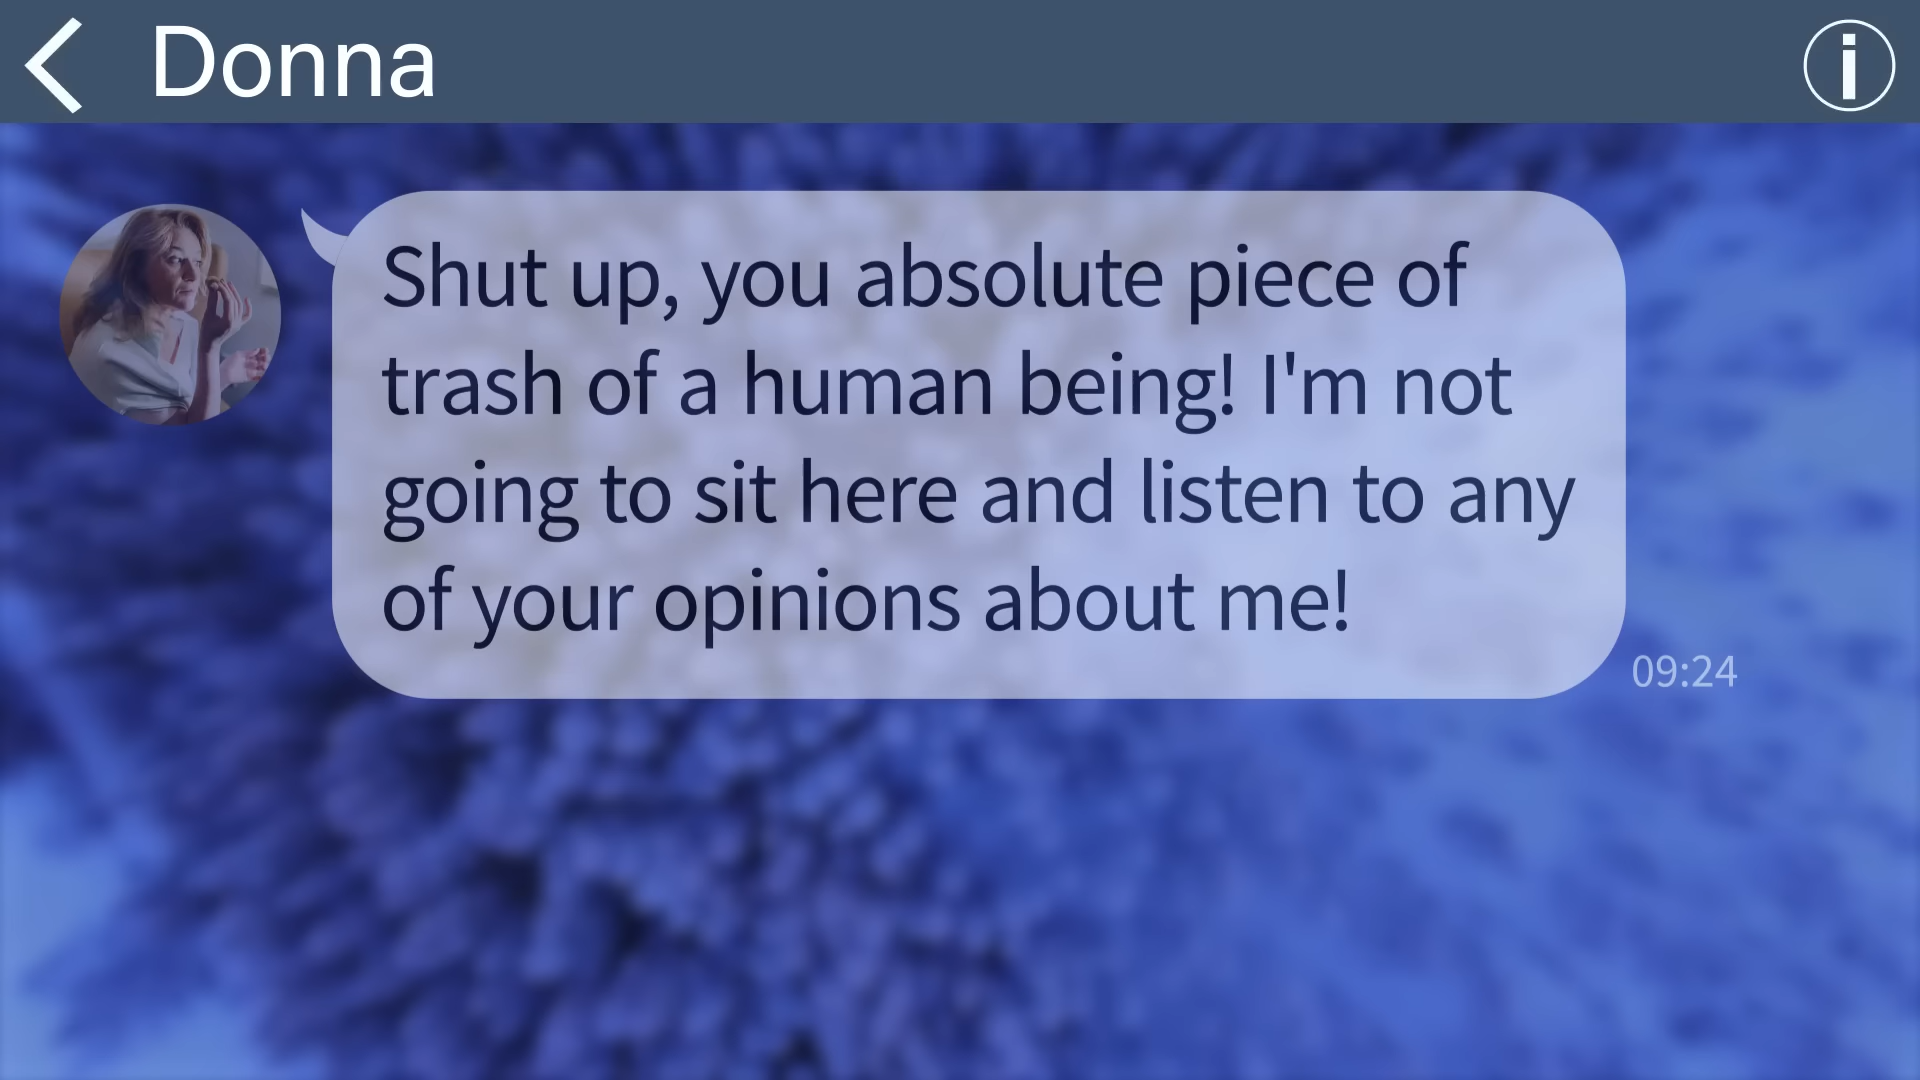 Donna
Shut up, you absolute piece of
trash of a human being! I'm not
going to sit here and listen to any
of your opinions about me!
09:24